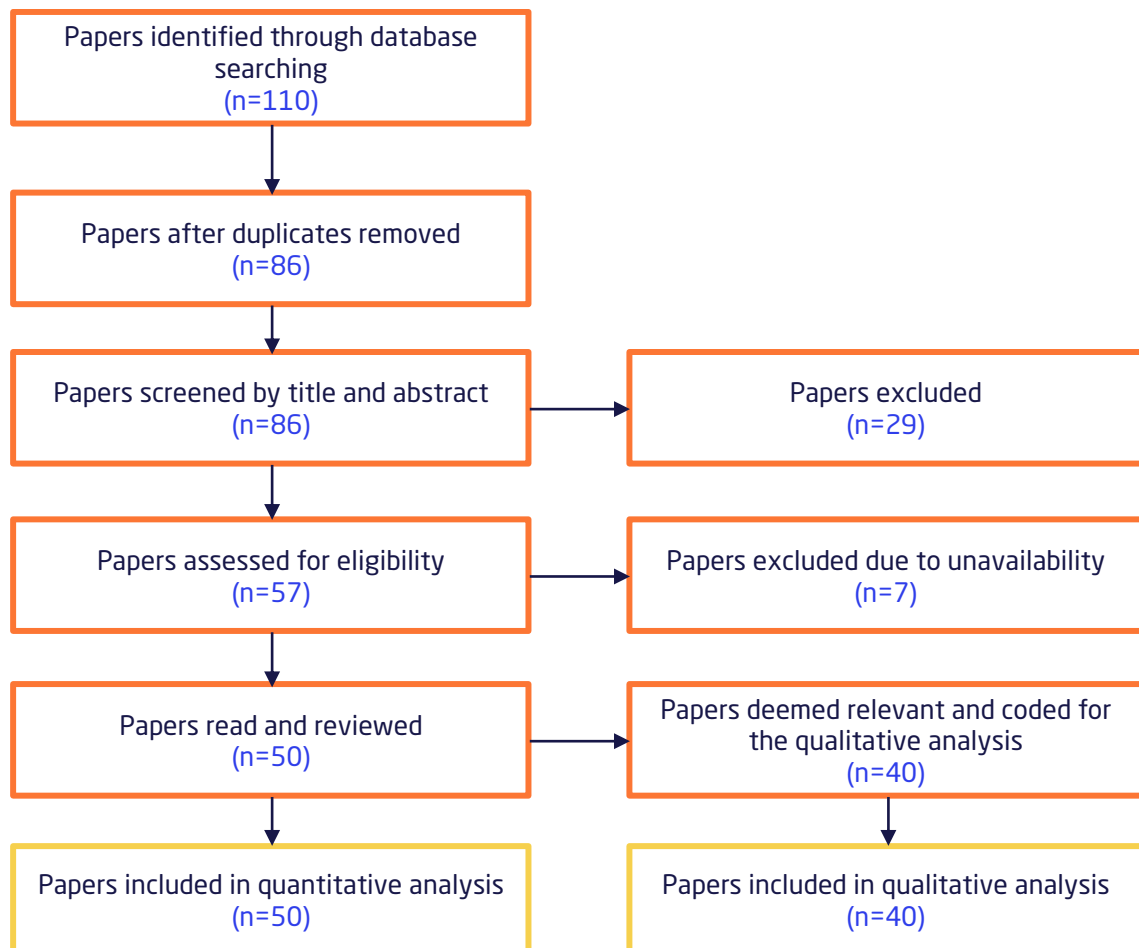 Papers identified through database
searching
(n=110)
Papers after duplicates removed
(n=86)
Papers screened by title and abstract
(n=86)
Papers excluded
(n=29)
Papers assessed for eligibility
(n=57)
Papers excluded due to unavailability
(n=7)
Papers read and reviewed
(n=50)
Papers deemed relevant and coded for
the qualitative analysis
(n=40)
Papers included in quantitative analysis
(n=50)
Papers included in qualitative analysis
(n=40)